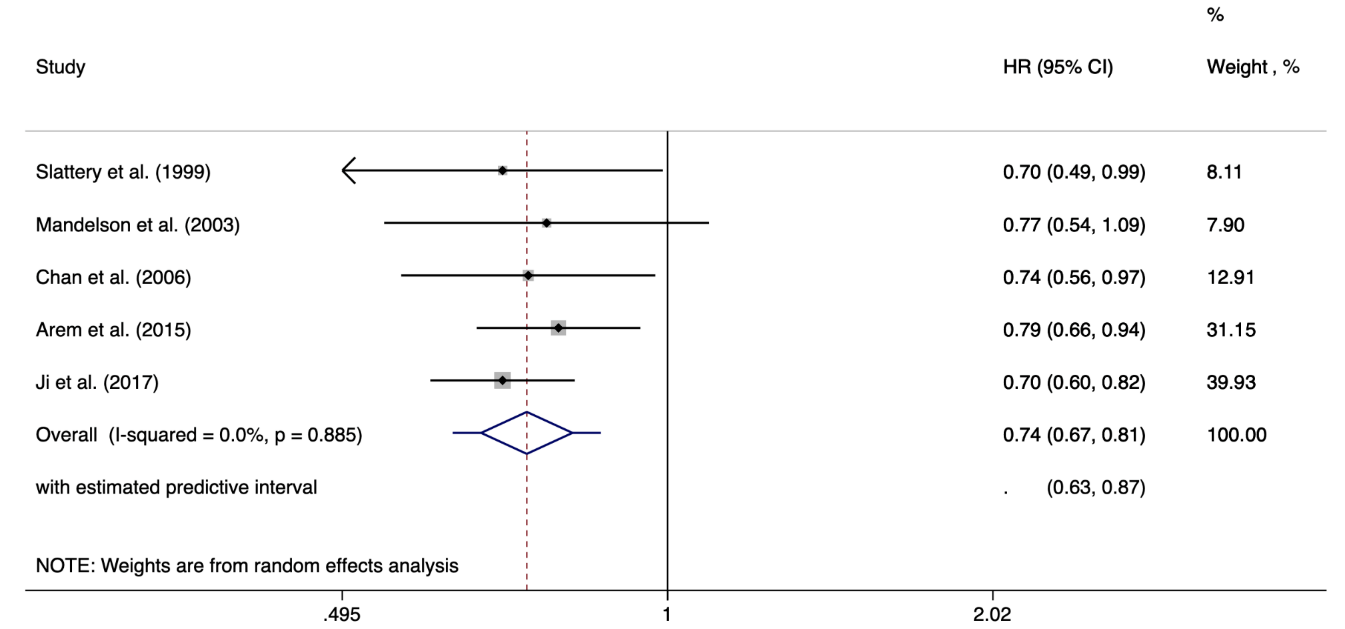 %
Study HR (95% CI) Weight , %
Slattery et al. (1999) 0.70 (0.49, 0.99) 8.11
Mandelson et al. (2003) 0.77 (0.54, 1.09) 7.90
Chan et al. (2006) 0.74 (0.56, 0.97) 12.91
Arem et al. (2015) 0.79 (0.66, 0.94) 31.15
Ji et al. (2017) 0.70 (0.60, 0.82) 39.93
Overall (I-squared = 0.0%, p = 0.885) 0.74 (0.67, 0.81) 100.00
with estimated predictive interval . (0.63, 0.87)
NOTE: Weights are from random effects analysis
.495 1 2.02